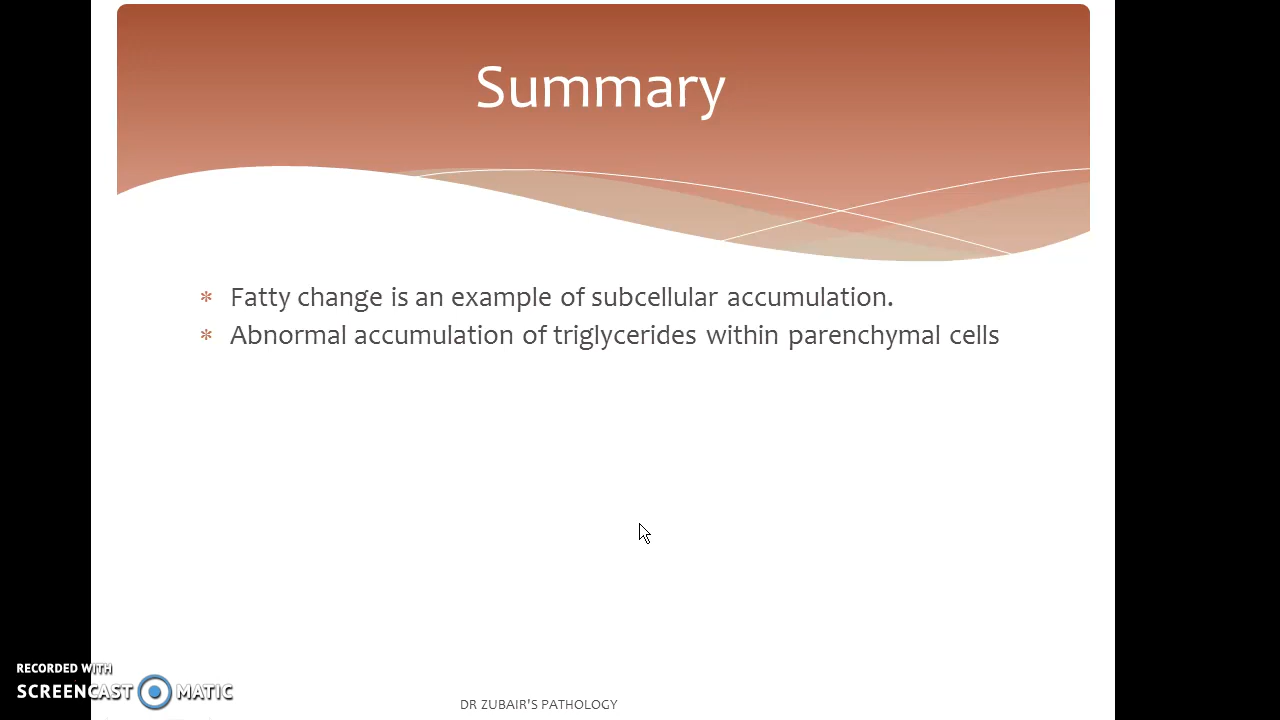 Summary
* Fatty change is an example of subcellular accumulation.
* Abnormal accumulation of triglycerides within parenchymal cells
RECORDED WITH
SCREENCAST MATIC
DR ZUBAIR'S PATHOLOGY